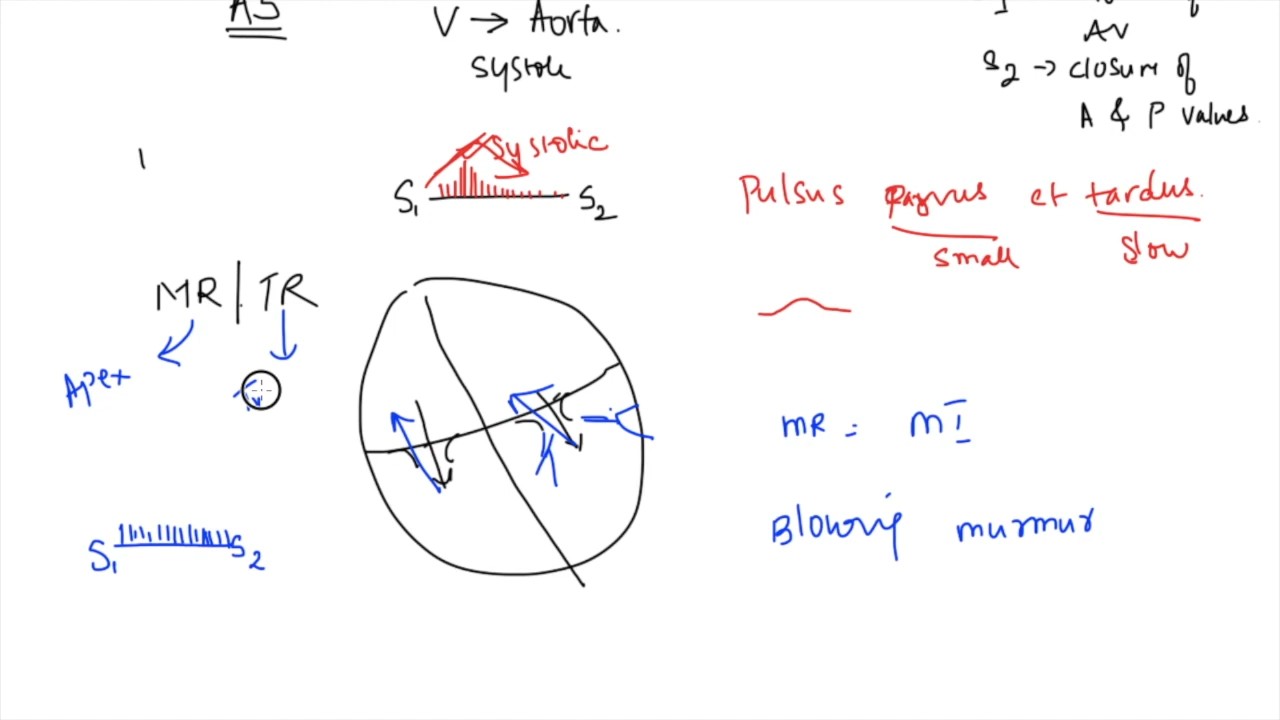 AS
V → Aorta.
systole
AV
S2 → closure of
A & P valves.
Systolic
S1 S2
Pulsus parvus et tardus.
small slow
MR | TR
Apex
MR = MI
Blowing murmur
S1 S2